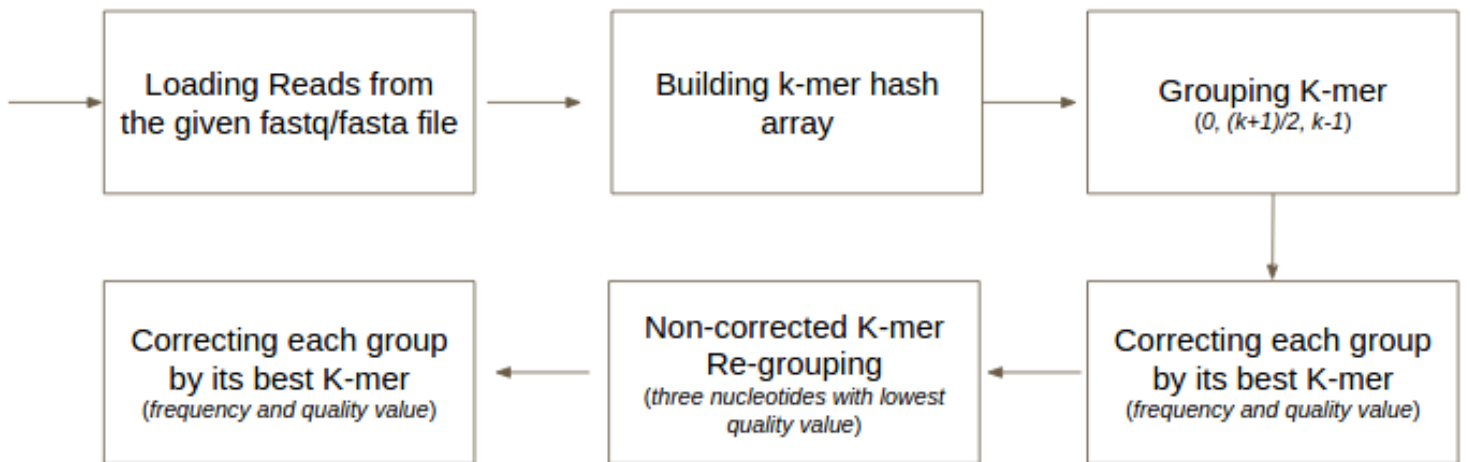 Loading Reads from
the given fastq/fasta file
Building k-mer hash
array
Grouping K-mer
(0, (k+1)/2, k-1)
Correcting each group
by its best K-mer
(frequency and quality value)
Non-corrected K-mer
Re-grouping
(three nucleotides with lowest
quality value)
Correcting each group
by its best K-mer
(frequency and quality value)